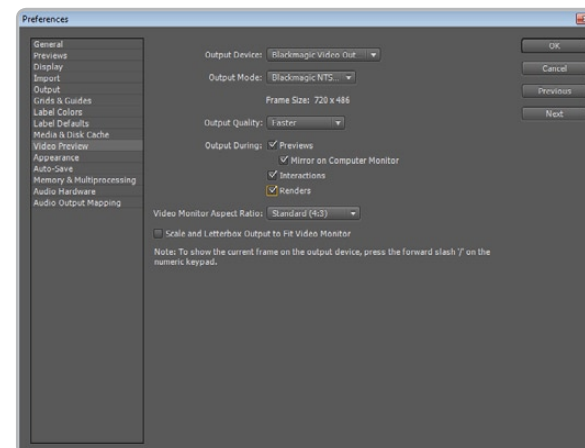 Preferences
General
Previews
Display
Import
Output
Grids & Guides
Label Colors
Label Defaults
Media & Disk Cache
Video Preview
Appearance
Auto-Save
Memory & Multiprocessing
Audio Hardware
Audio Output Mapping
Output Device: Blackmagic Video Out
Output Mode: Blackmagic NTS...
Frame Size: 720 x 486
Output Quality: Faster
Output During: Previews
Mirror on Computer Monitor
Interactions
Renders
Video Monitor Aspect Ratio: Standard (4:3)
Scale and Letterbox Output to Fit Video Monitor
Note: To show the current frame on the output device, press the forward slash '/' on the
numeric keypad.
OK
Cancel
Previous
Next